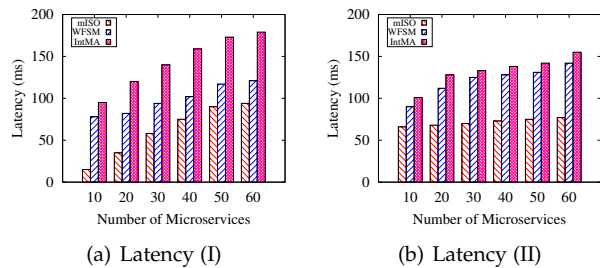 200
150
100
50
0
Latency (ms)
mISO
WFSM
IntMA
10 20 30 40 50 60
Number of Microservices
(a) Latency (I)
200
150
100
50
0
Latency (ms)
mISO
WFSM
IntMA
10 20 30 40 50 60
Number of Microservices
(b) Latency (II)